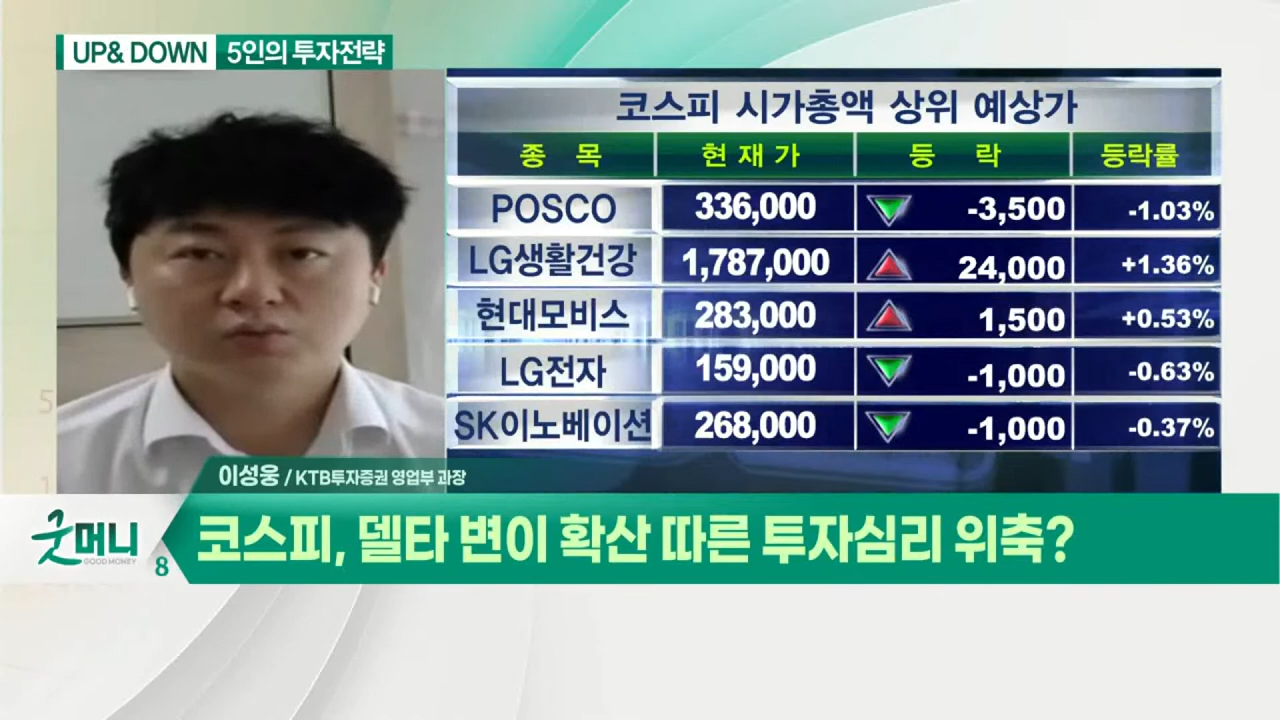 UP& DOWN 5인의 투자전략
코스피 시가총액 상위 예상가
종 목 현 재 가 등 락 등락률
POSCO 336,000 -3,500 -1.03%
LG생활건강 1,787,000 24,000 +1.36%
현대모비스 283,000 1,500 +0.53%
LG전자 159,000 -1,000 -0.63%
SK이노베이션 268,000 -1,000 -0.37%
이성웅 / KTB투자증권 영업부 과장
굿머니
GOOD MONEY
8
코스피, 델타 변이 확산 따른 투자심리 위축?
5
1